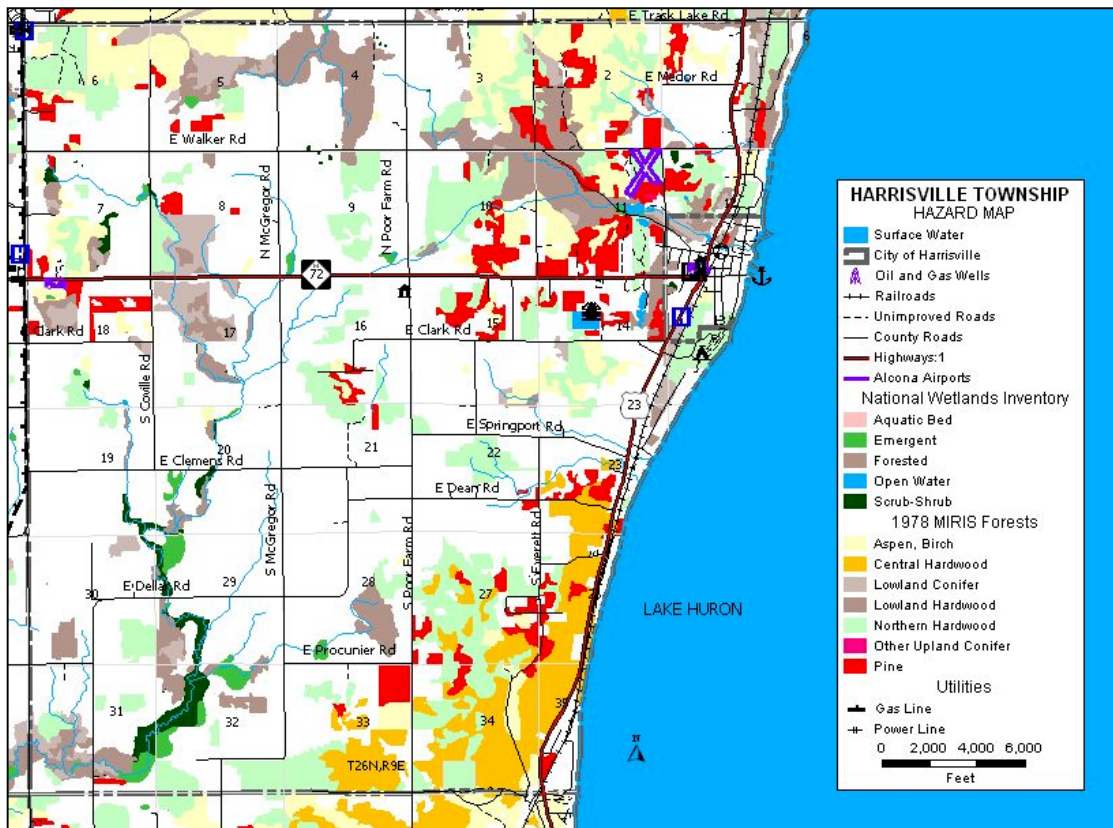 E Trask Lake Rd
6
5
4
3
2
E Medor Rd
E Walker Rd
N McGregor Rd
N Poor Farm Rd
7
8
9
10
11
72
18
17
16
E Clark Rd
15
14
Clark Rd
S Coville Rd
23
E Springport Rd
19
20
21
22
23
E Clemens Rd
E Dean Rd
S McGregor Rd
S Poor Farm Rd
S Everett Rd
30
E Dellar Rd
29
28
27
E Procunier Rd
31
32
33
34
35
T26N,R9E
LAKE HURON
N
HARRISVILLE TOWNSHIP
HAZARD MAP
Surface Water
City of Harrisville
Oil and Gas Wells
Railroads
Unimproved Roads
County Roads
Highways:1
Alcona Airports
National Wetlands Inventory
Aquatic Bed
Emergent
Forested
Open Water
Scrub-Shrub
1978 MIRIS Forests
Aspen, Birch
Central Hardwood
Lowland Conifer
Lowland Hardwood
Northern Hardwood
Other Upland Conifer
Pine
Utilities
Gas Line
Power Line
0 2,000 4,000 6,000
Feet